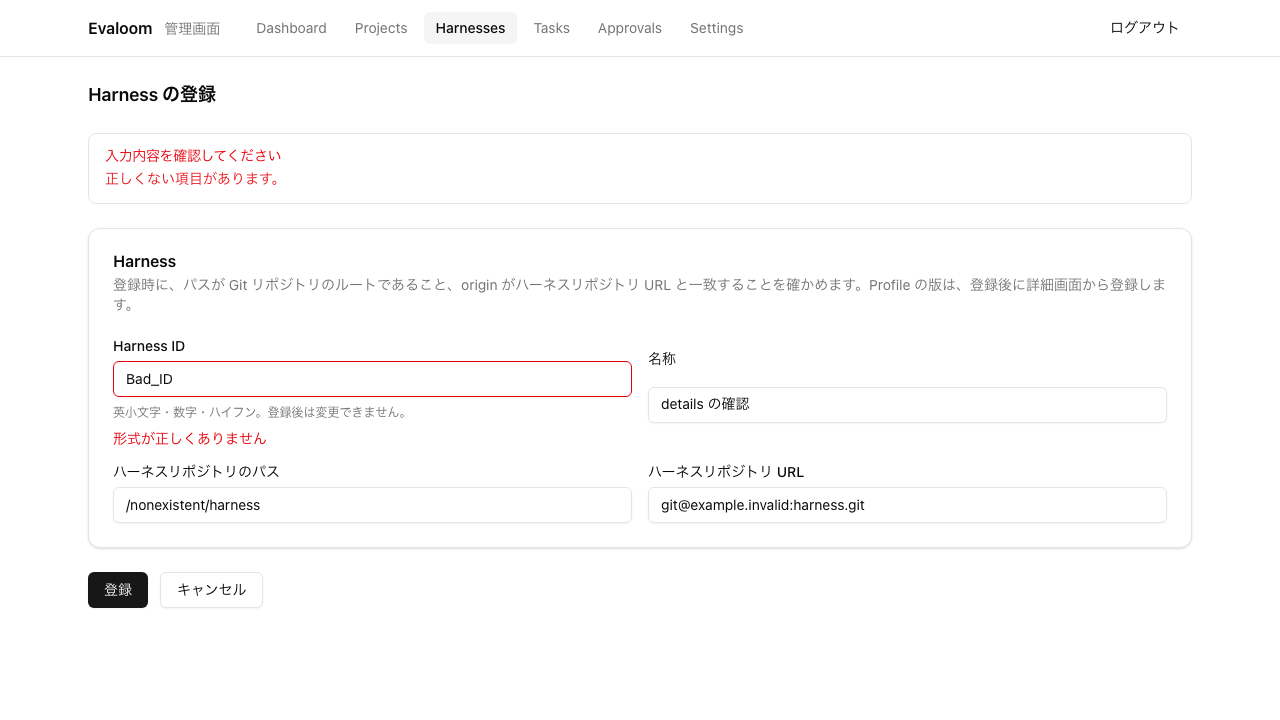 Evaloom 管理画面 Dashboard Projects Harnesses Tasks Approvals Settings ログアウト
Harness の登録
入力内容を確認してください
正しくない項目があります。
Harness
登録時に、パスが Git リポジトリのルートであること、origin がハーネスリポジトリ URL と一致することを確かめます。Profile の版は、登録後に詳細画面から登録しま
す。
Harness ID
Bad_ID
英小文字・数字・ハイフン。登録後は変更できません。
形式が正しくありません
名称
details の確認
ハーネスリポジトリのパス
/nonexistent/harness
ハーネスリポジトリ URL
git@example.invalid:harness.git
登録 キャンセル